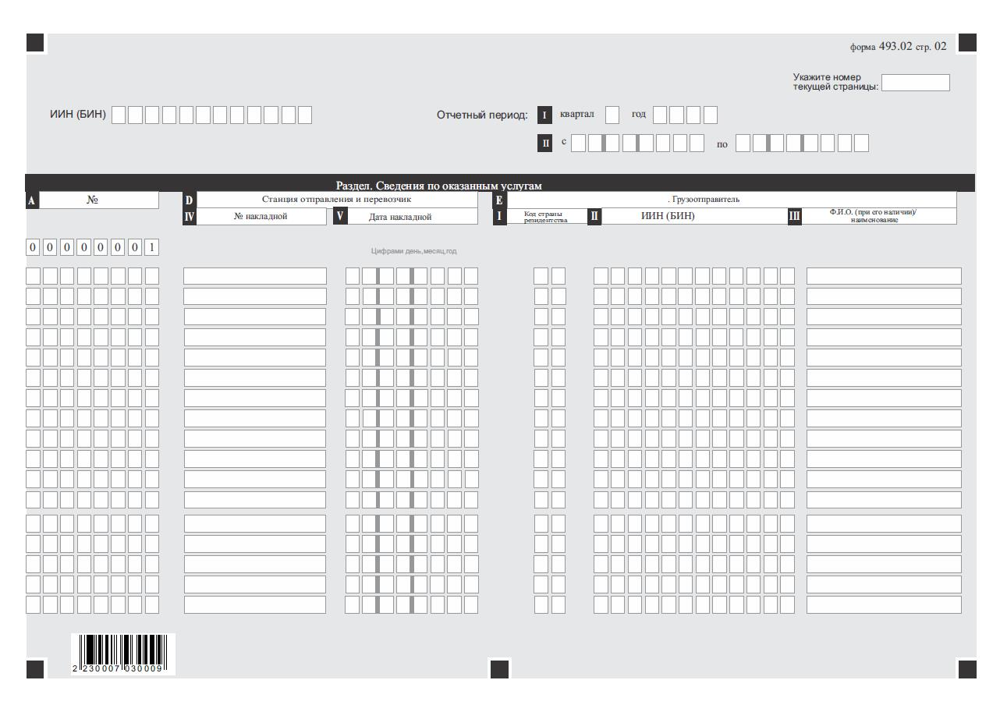 форма 493.02 стр. 02
Укажите номер
текущей страницы:
ИИН (БИН)
Отчетный период: I квартал год
II с по
Раздел. Сведения по оказанным услугам
A № D Станция отправления и перевозчик E . Грузоотправитель
IV № накладной V Дата накладной I Код страны резидентства II ИИН (БИН) III Ф.И.О. (при его наличии)/ наименование
0 0 0 0 0 0 0 1 Цифрами день,месяц,год
2 230007 030009